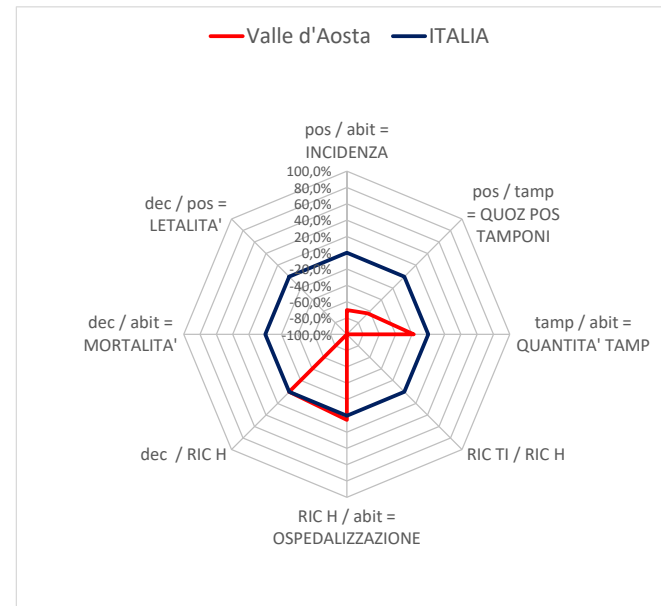 Valle d'Aosta ITALIA
pos / abit =
INCIDENZA
100,0%
80,0%
60,0%
40,0%
20,0%
0,0%
-20,0%
-40,0%
-60,0%
-80,0%
-100,0%
pos / tamp
= QUOZ POS
TAMPONI
tamp / abit =
QUANTITA' TAMP
RIC TI / RIC H
RIC H / abit =
OSPEDALIZZAZIONE
dec / RIC H
dec / abit =
MORTALITA'
dec / pos =
LETALITA'